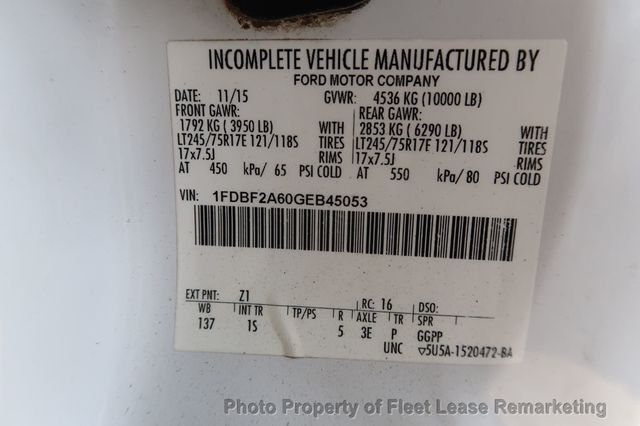 INCOMPLETE VEHICLE MANUFACTURED BY
FORD MOTOR COMPANY
DATE: 11/15 GVWR: 4536 KG (10000 LB)
FRONT GAWR: REAR GAWR:
1792 KG ( 3950 LB) WITH 2853 KG ( 6290 LB) WITH
LT245/75R17E 121/118S TIRES LT245/75R17E 121/118S TIRES
17x7.5J RIMS 17x7.5J RIMS
AT 450 kPa/ 65 PSI COLD AT 550 kPa/ 80 PSI COLD
VIN: 1FDBF2A60GEB45053
EXT PNT: Z1 RC: 16 DSO:
WB INT TR TP/PS R AXLE TR SPR
137 1S 5 3E P GGPP
UNC ▽5U5A-1520472-BA
Photo Property of Fleet Lease Remarketing